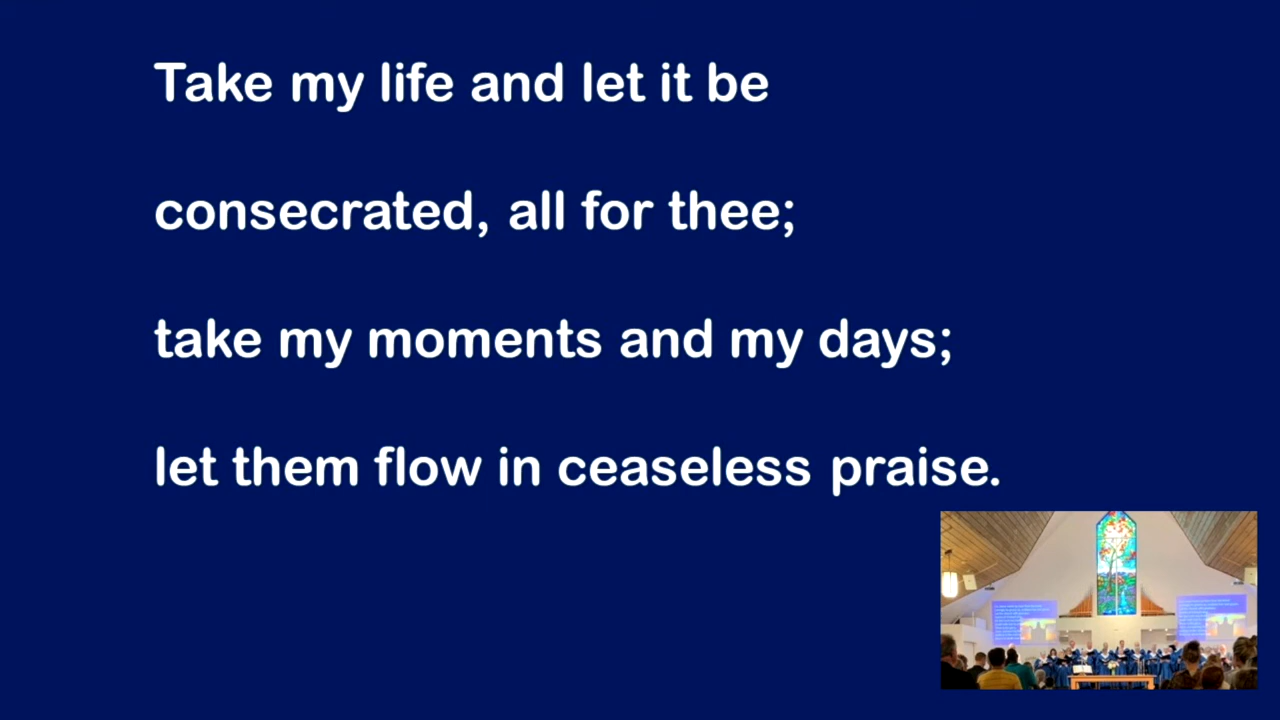 Take my life and let it be
consecrated, all for thee;
take my moments and my days;
let them flow in ceaseless praise.